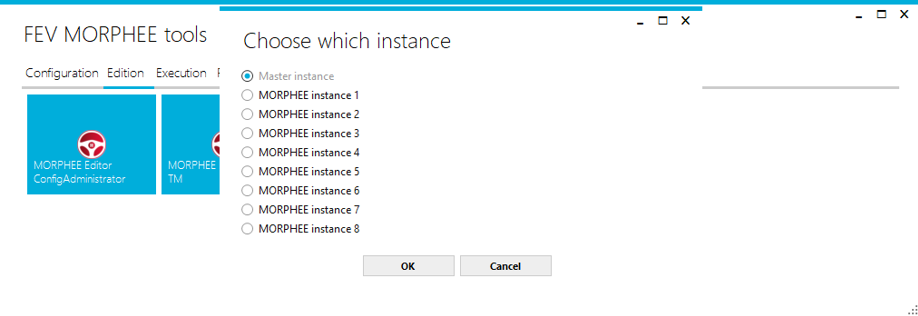 FEV MORPHEE tools
Configuration Edition Execution
MORPHEE Editor
ConfigAdministrator
MORPHEE
TM
Choose which instance
Master instance
MORPHEE instance 1
MORPHEE instance 2
MORPHEE instance 3
MORPHEE instance 4
MORPHEE instance 5
MORPHEE instance 6
MORPHEE instance 7
MORPHEE instance 8
OK Cancel